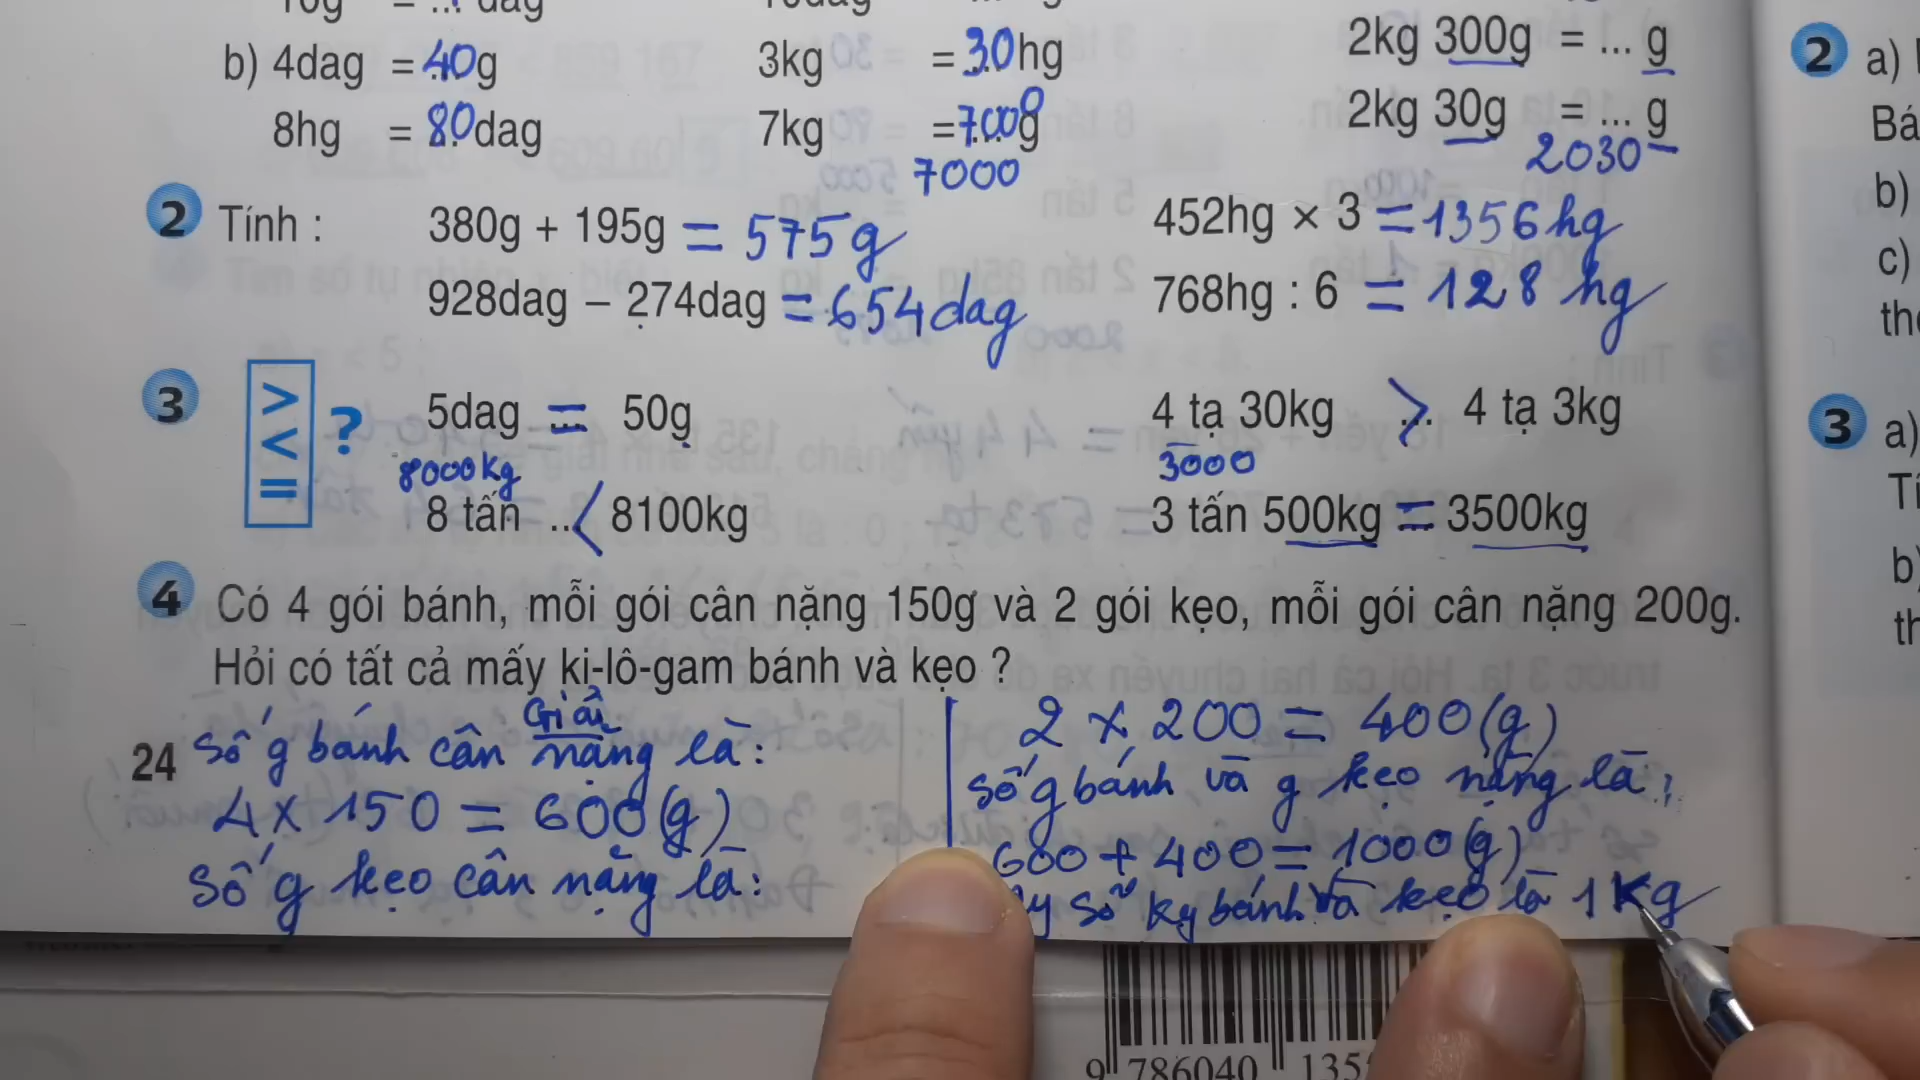 b) 4dag = 40g 3kg = 30hg 2kg 300g = ... g
8hg = 80dag 7kg = 7000g 2kg 30g = ... g
7000 2030
2 Tính : 380g + 195g = 575g 452hg × 3 = 1356hg
928dag – 274dag = 654dag 768hg : 6 = 128 hg
3 > < = ? 5dag = 50g 4 tạ 30kg > 4 tạ 3kg
8000kg 3000
8 tấn ... < 8100kg 3 tấn 500kg = 3500kg
4 Có 4 gói bánh, mỗi gói cân nặng 150g và 2 gói kẹo, mỗi gói cân nặng 200g.
Hỏi có tất cả mấy ki-lô-gam bánh và kẹo ?
Giải
24 Số g bánh cân nặng là:
4 x 150 = 600(g)
Số g kẹo cân nặng là:
2 x 200 = 400(g)
Số g bánh và g kẹo nặng là:
600 + 400 = 1000(g)
số kg bánh và kẹo là 1kg
2 a)
b)
c)
3 a)
b)
9 786040